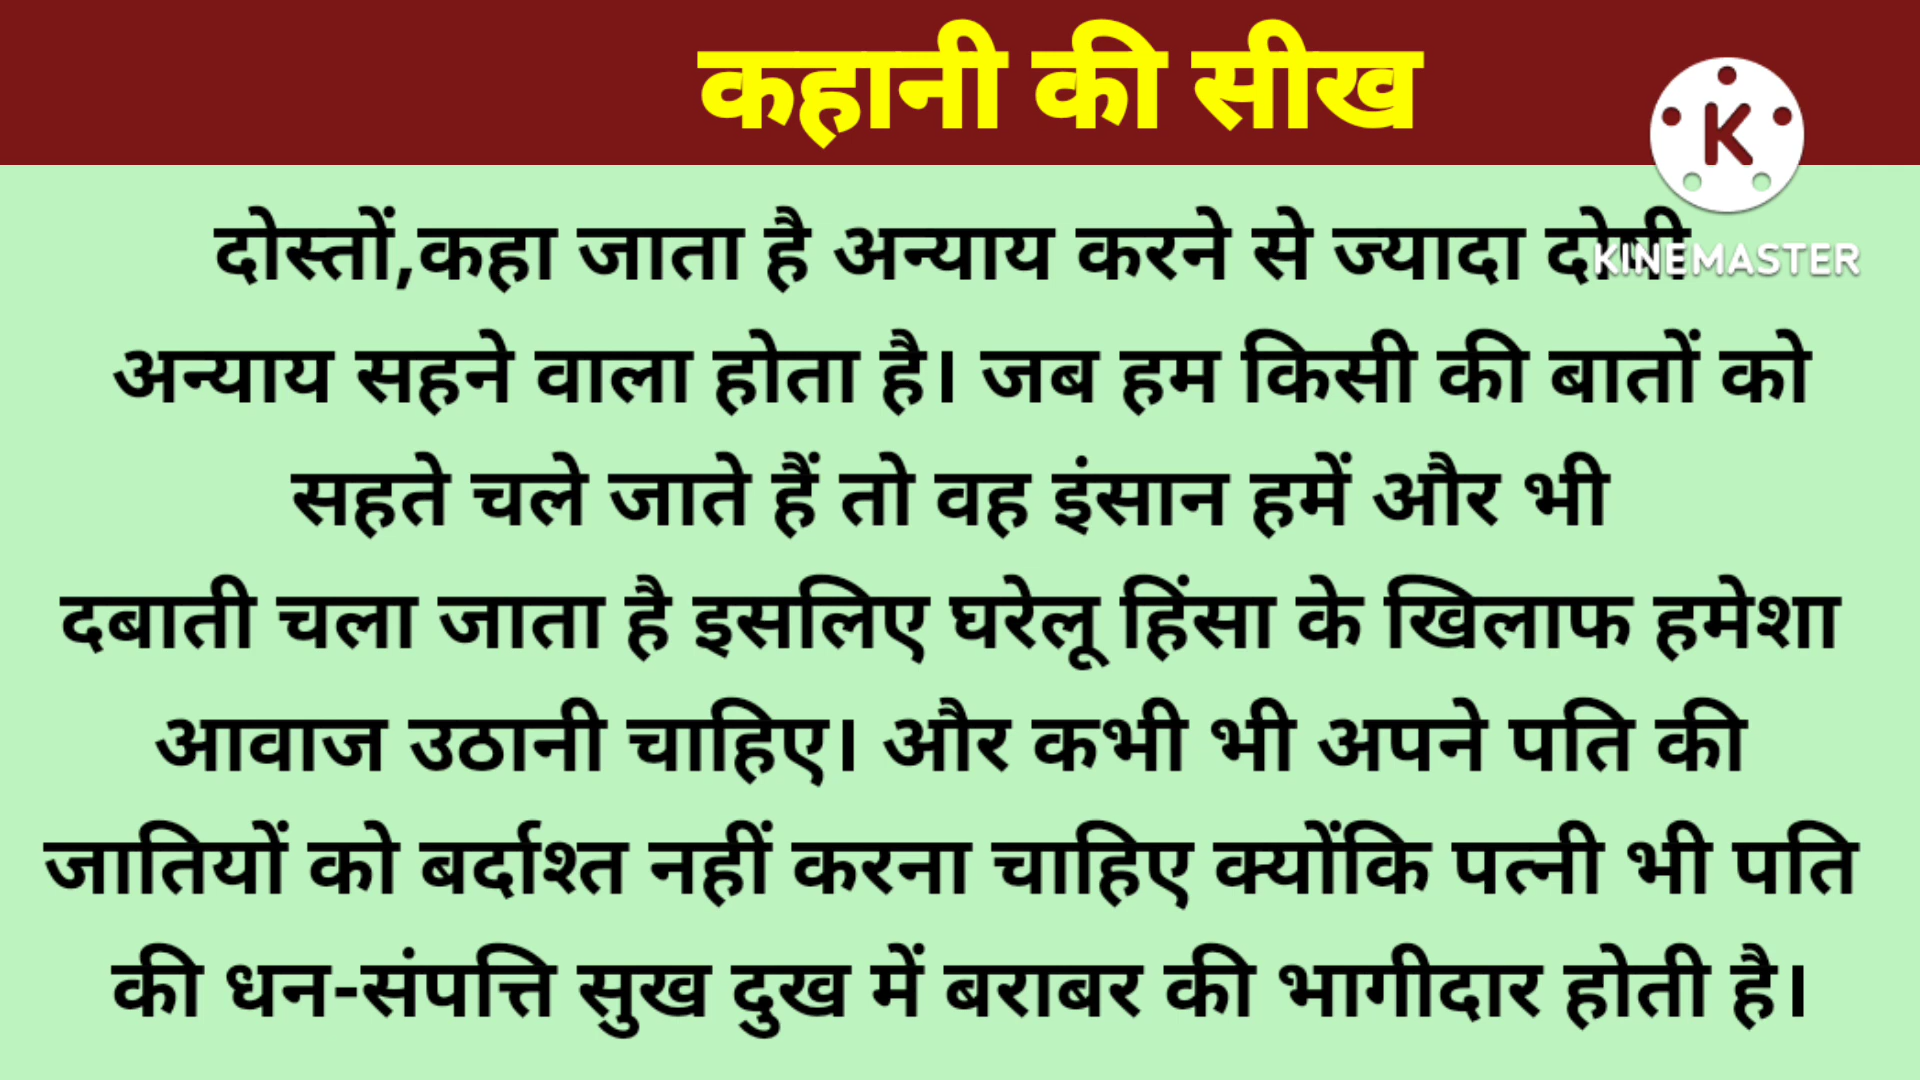 कहानी की सीख
K
KINEMASTER
दोस्तों,कहा जाता है अन्याय करने से ज्यादा दोषी
अन्याय सहने वाला होता है। जब हम किसी की बातों को
सहते चले जाते हैं तो वह इंसान हमें और भी
दबाती चला जाता है इसलिए घरेलू हिंसा के खिलाफ हमेशा
आवाज उठानी चाहिए। और कभी भी अपने पति की
जातियों को बर्दाश्त नहीं करना चाहिए क्योंकि पत्नी भी पति
की धन-संपत्ति सुख दुख में बराबर की भागीदार होती है।